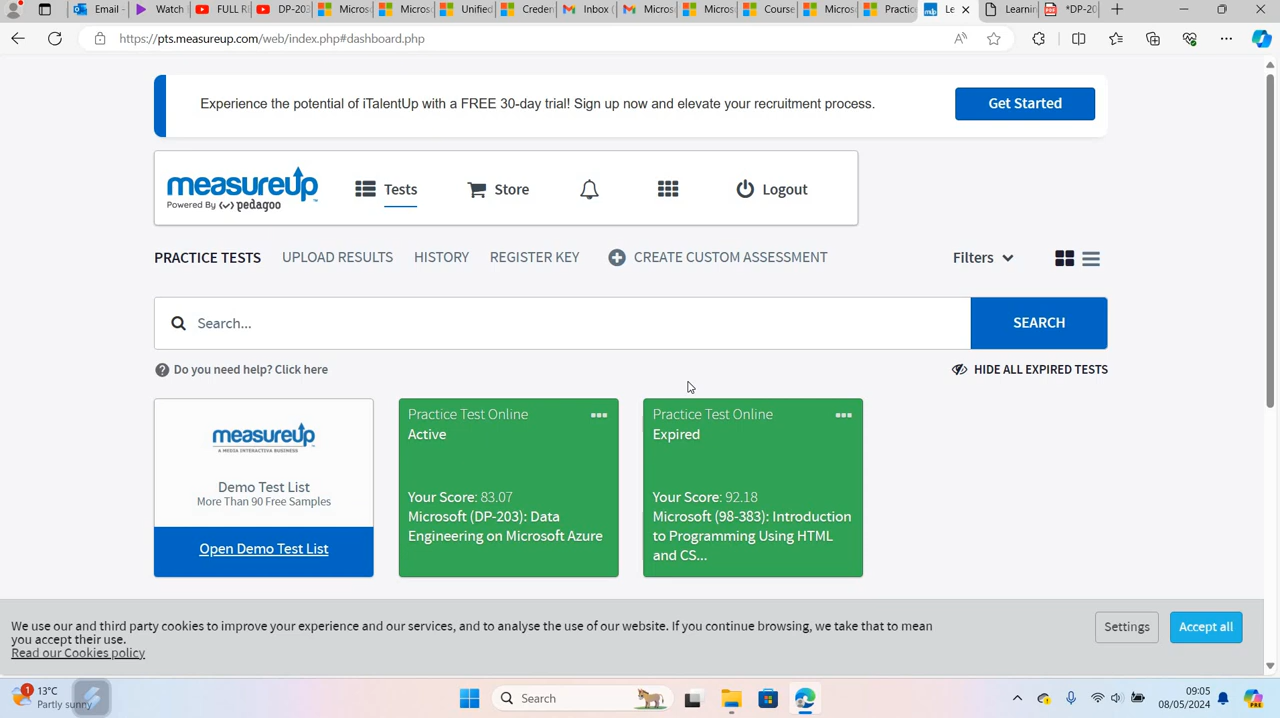 Email -
Watch
FULL RI
DP-203
Micros
Micros
Unified
Creden
Inbox (
Micros
Micros
Course
Micros
Practic
Le
Learnin
*DP-20
https://pts.measureup.com/web/index.php#dashboard.php
Experience the potential of iTalentUp with a FREE 30-day trial! Sign up now and elevate your recruitment process.
Get Started
measureup
Powered By pedagoo
Tests
Store
Logout
PRACTICE TESTS
UPLOAD RESULTS
HISTORY
REGISTER KEY
CREATE CUSTOM ASSESSMENT
Filters
Search...
SEARCH
Do you need help? Click here
HIDE ALL EXPIRED TESTS
measureup
A MEDIA INTERACTIVA BUSINESS
Demo Test List
More Than 90 Free Samples
Open Demo Test List
Practice Test Online
Active
Your Score: 83.07
Microsoft (DP-203): Data
Engineering on Microsoft Azure
Practice Test Online
Expired
Your Score: 92.18
Microsoft (98-383): Introduction
to Programming Using HTML
and CS...
We use our and third party cookies to improve your experience and our services, and to analyse the use of our website. If you continue browsing, we take that to mean
you accept their use.
Read our Cookies policy
Settings
Accept all
1
13°C
Partly sunny
Search
09:05
08/05/2024
PRE